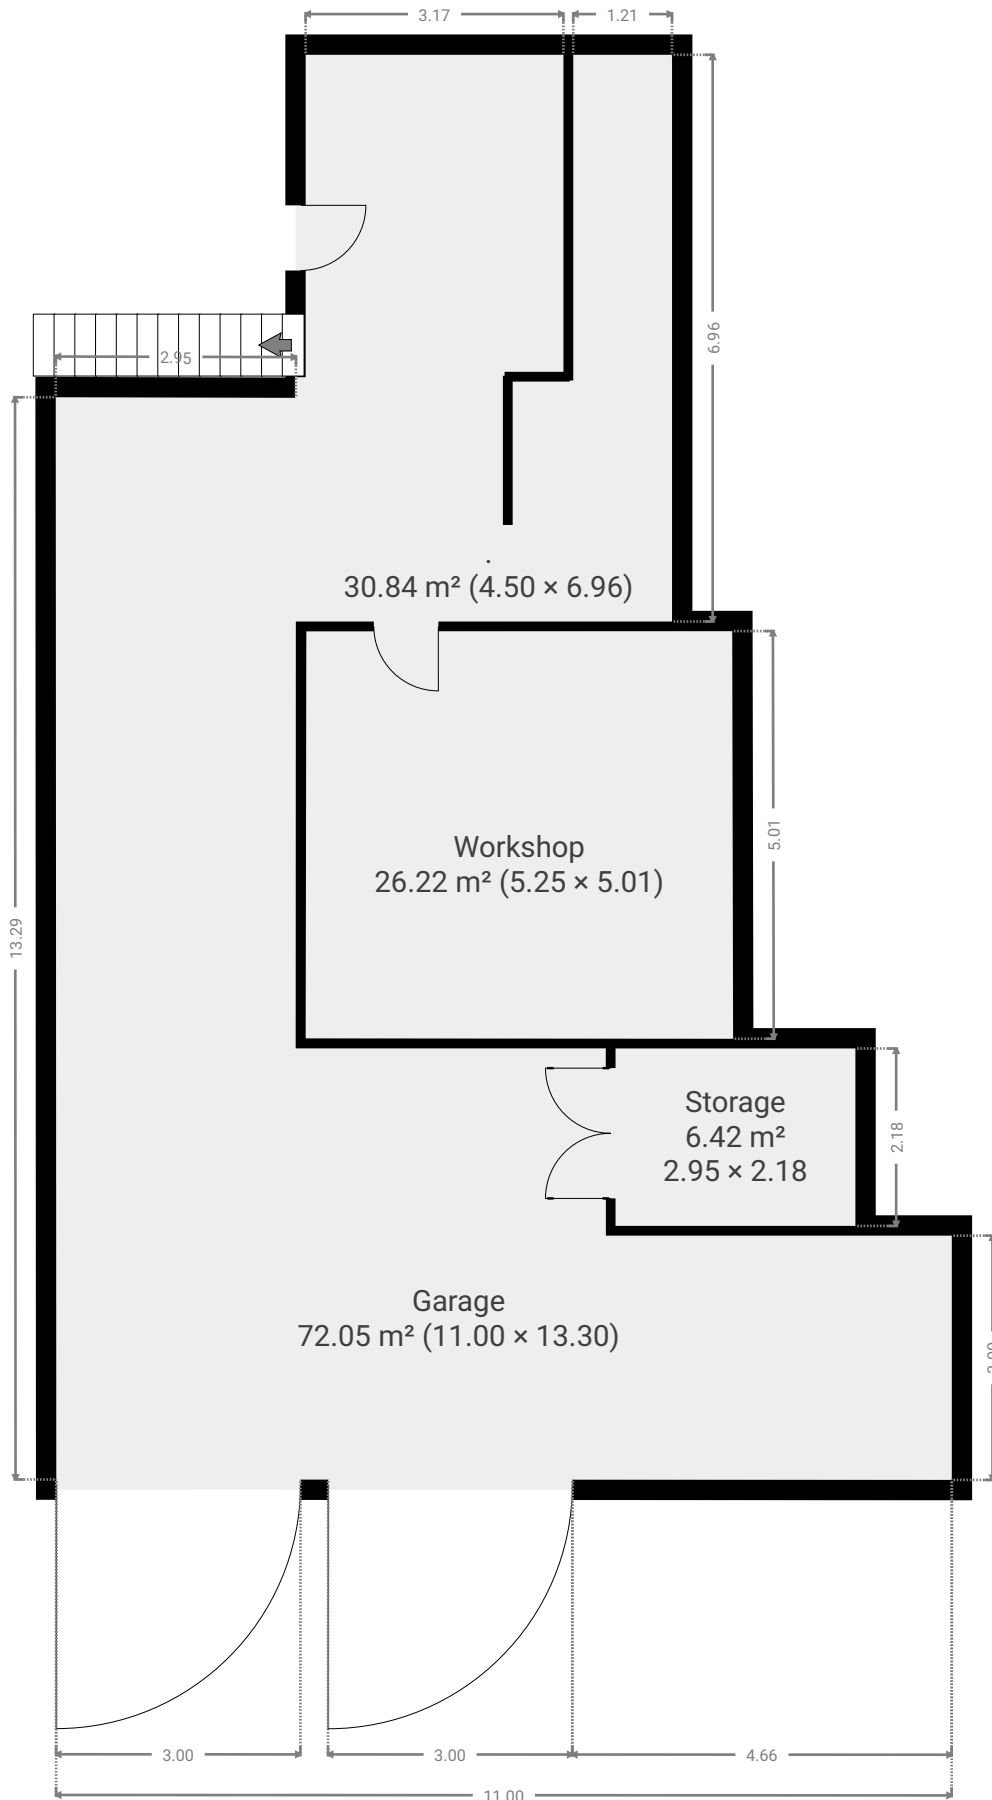 3.17
1.21
6.96
2.95
.
30.84 m² (4.50 × 6.96)
Workshop
26.22 m² (5.25 × 5.01)
5.01
13.29
Storage
6.42 m²
2.95 × 2.18
2.18
Garage
72.05 m² (11.00 × 13.30)
3.00
3.00
4.66
11.00